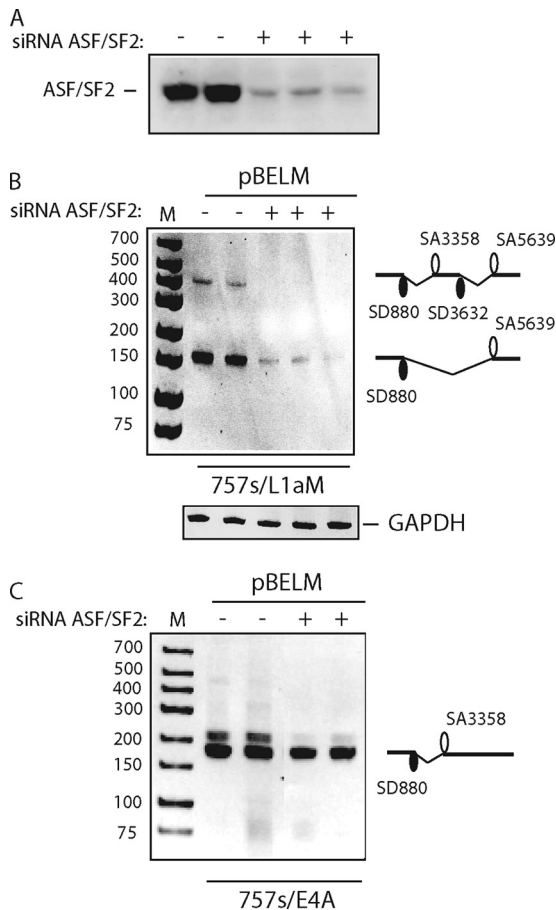 A
siRNA ASF/SF2: - - + + +
ASF/SF2 –
B
pBELM
siRNA ASF/SF2: M - - + + +
700
500
400
300
200
150
100
75
SA3358 SA5639
SD880 SD3632
SA5639
SD880
757s/L1aM
– GAPDH
C
pBELM
siRNA ASF/SF2: M - - + +
700
500
400
300
200
150
100
75
SA3358
SD880
757s/E4A